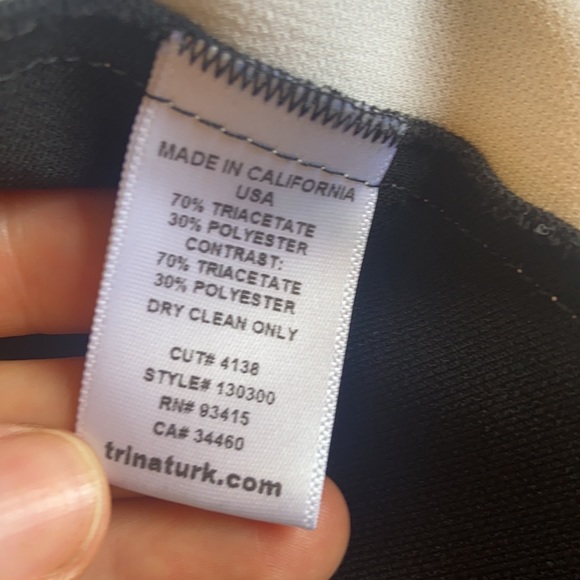 MADE IN CALIFORNIA
USA
70% TRIACETATE
30% POLYESTER
CONTRAST:
70% TRIACETATE
30% POLYESTER
DRY CLEAN ONLY
CUT# 4138
STYLE# 130300
RN# 93415
CA# 34460
trinaturk.com